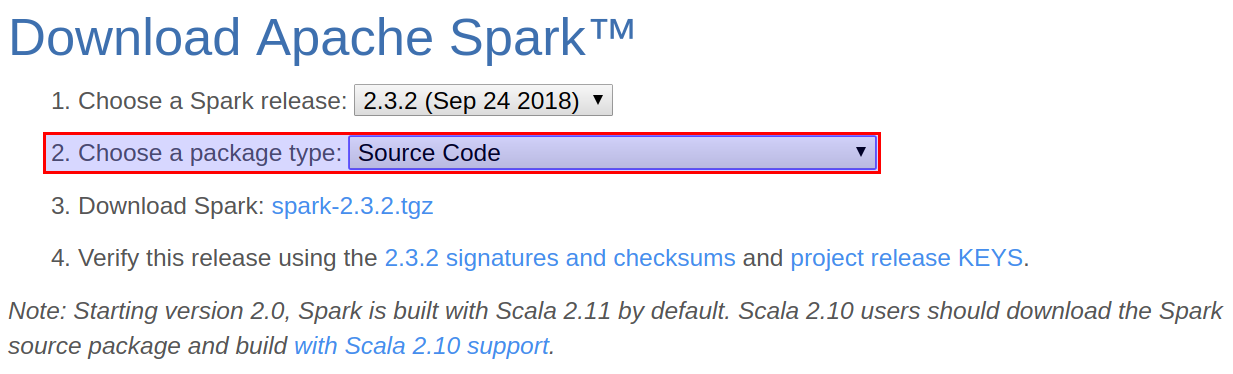 Download Apache Spark™
1. Choose a Spark release: 2.3.2 (Sep 24 2018) ▼
2. Choose a package type: Source Code ▼
3. Download Spark: spark-2.3.2.tgz
4. Verify this release using the 2.3.2 signatures and checksums and project release KEYS.
Note: Starting version 2.0, Spark is built with Scala 2.11 by default. Scala 2.10 users should download the Spark
source package and build with Scala 2.10 support.